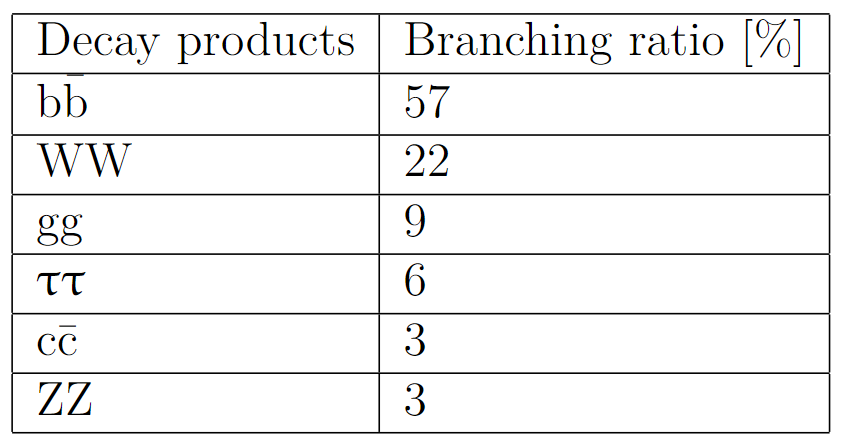 Decay products Branching ratio [%]
bb̄ 57
WW 22
gg 9
ττ 6
cc̄ 3
ZZ 3